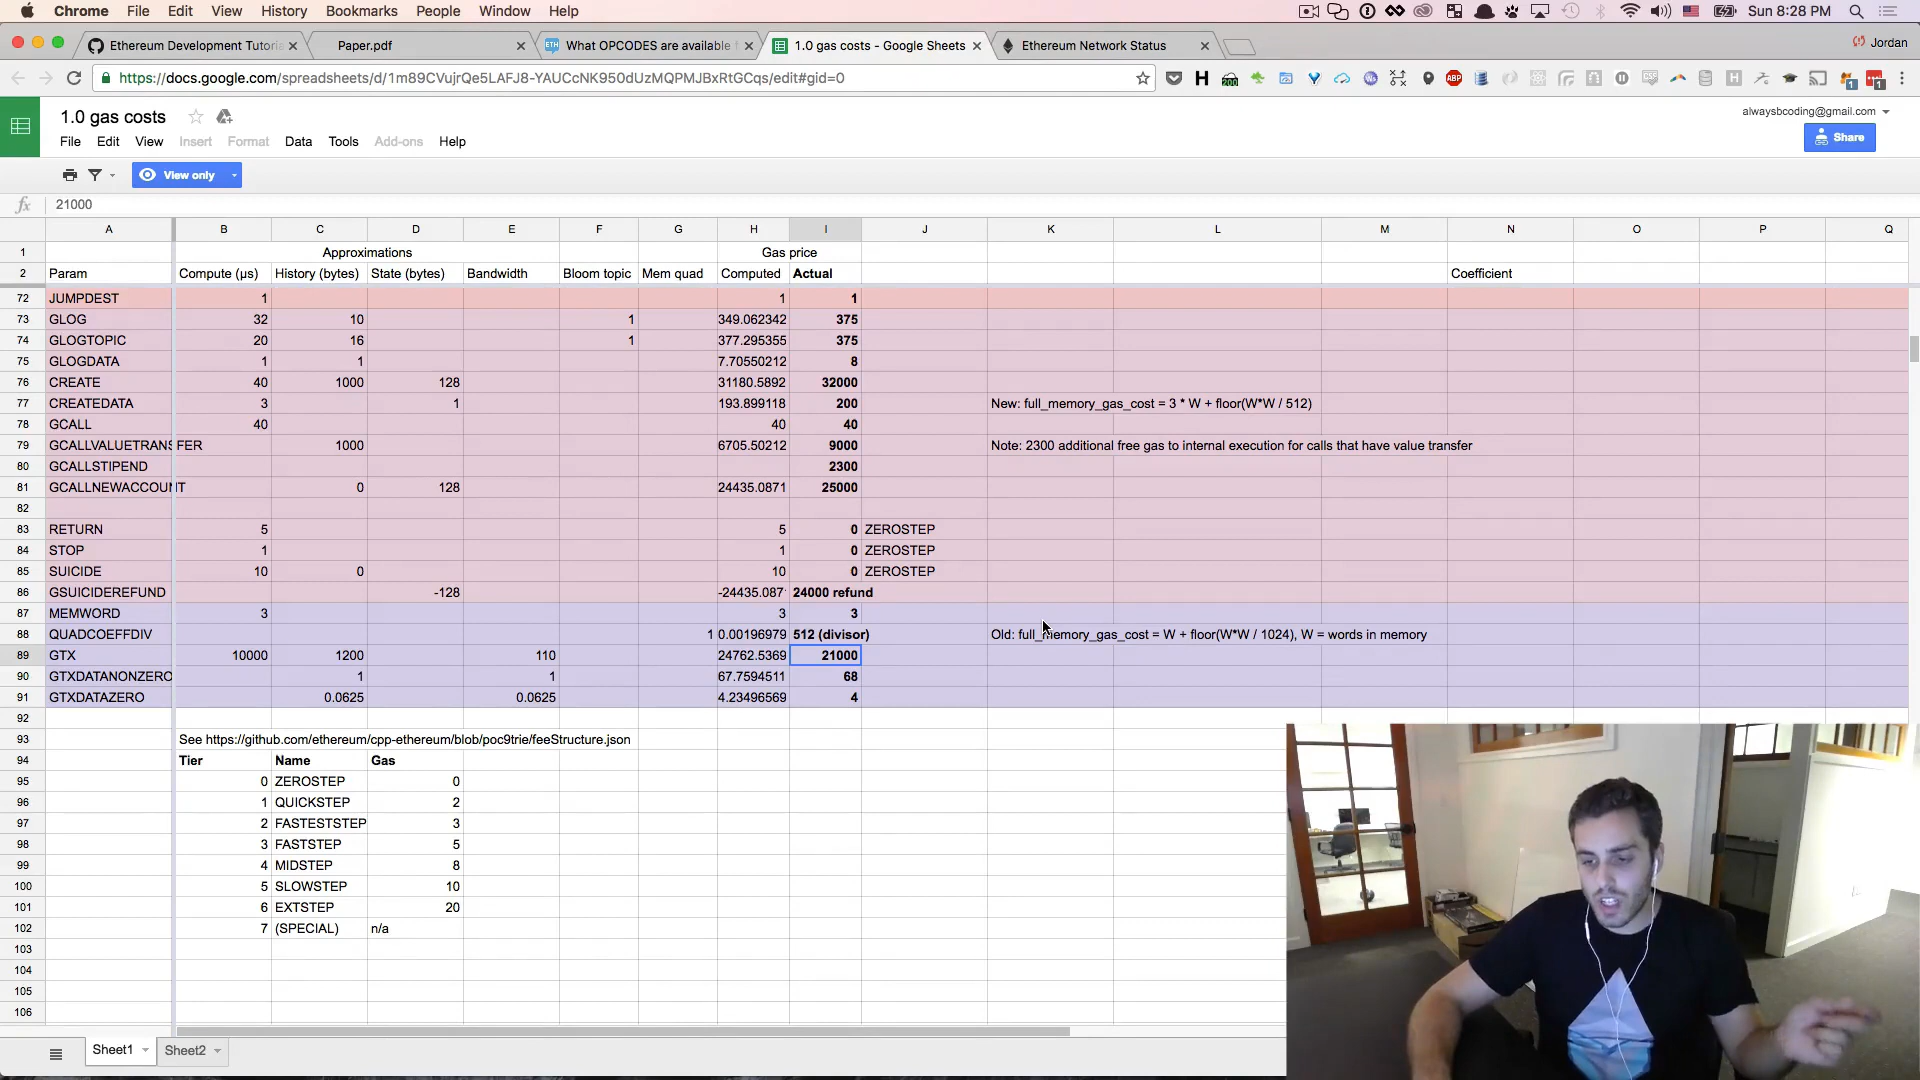 Chrome File Edit View History Bookmarks People Window Help Sun 8:28 PM
Ethereum Development Tutoria Paper.pdf What OPCODES are available 1.0 gas costs - Google Sheets Ethereum Network Status Jordan
https://docs.google.com/spreadsheets/d/1m89CVujrQe5LAFJ8-YAUCcNK950dUzMQPMJBxRtGCqs/edit#gid=0
1.0 gas costs alwaysbcoding@gmail.com
File Edit View Insert Format Data Tools Add-ons Help Share
View only
fx 21000
A B C D E F G H I J K L M N O P Q
1 Approximations Gas price
2 Param Compute (µs) History (bytes) State (bytes) Bandwidth Bloom topic Mem quad Computed Actual Coefficient
72 JUMPDEST 1 1 1
73 GLOG 32 10 1 349.062342 375
74 GLOGTOPIC 20 16 1 377.295355 375
75 GLOGDATA 1 1 7.70550212 8
76 CREATE 40 1000 128 31180.5892 32000
77 CREATEDATA 3 1 193.899118 200 New: full_memory_gas_cost = 3 * W + floor(W*W / 512)
78 GCALL 40 40 40
79 GCALLVALUETRANSFER 1000 6705.50212 9000 Note: 2300 additional free gas to internal execution for calls that have value transfer
80 GCALLSTIPEND 2300
81 GCALLNEWACCOUNT 0 128 24435.0871 25000
82
83 RETURN 5 5 0 ZEROSTEP
84 STOP 1 1 0 ZEROSTEP
85 SUICIDE 10 0 10 0 ZEROSTEP
86 GSUICIDEREFUND -128 -24435.087 24000 refund
87 MEMWORD 3 3 3
88 QUADCOEFFDIV 1 0.00196979 512 (divisor) Old: full_memory_gas_cost = W + floor(W*W / 1024), W = words in memory
89 GTX 10000 1200 110 24762.5369 21000
90 GTXDATANONZERO 1 1 67.7594511 68
91 GTXDATAZERO 0.0625 0.0625 4.23496569 4
92
93 See https://github.com/ethereum/cpp-ethereum/blob/poc9trie/feeStructure.json
94 Tier Name Gas
95 0 ZEROSTEP 0
96 1 QUICKSTEP 2
97 2 FASTESTSTEP 3
98 3 FASTSTEP 5
99 4 MIDSTEP 8
100 5 SLOWSTEP 10
101 6 EXTSTEP 20
102 7 (SPECIAL) n/a
103
104
105
106
Sheet1 Sheet2